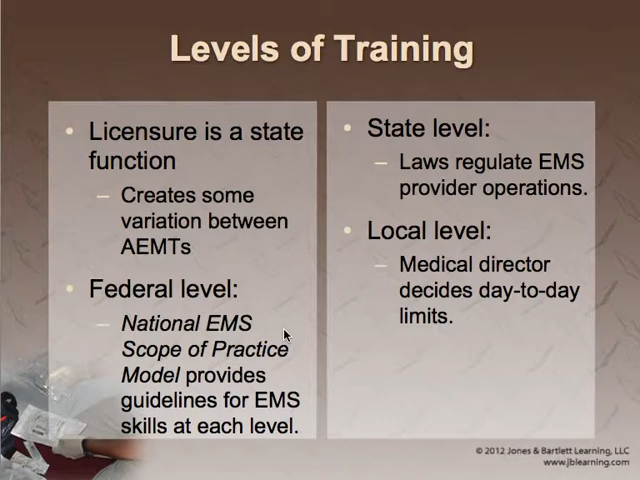 Levels of Training
• Licensure is a state
function
– Creates some
variation between
AEMTs
• Federal level:
– National EMS
Scope of Practice
Model provides
guidelines for EMS
skills at each level.
• State level:
– Laws regulate EMS
provider operations.
• Local level:
– Medical director
decides day-to-day
limits.
© 2012 Jones & Bartlett Learning, LLC
www.jblearning.com